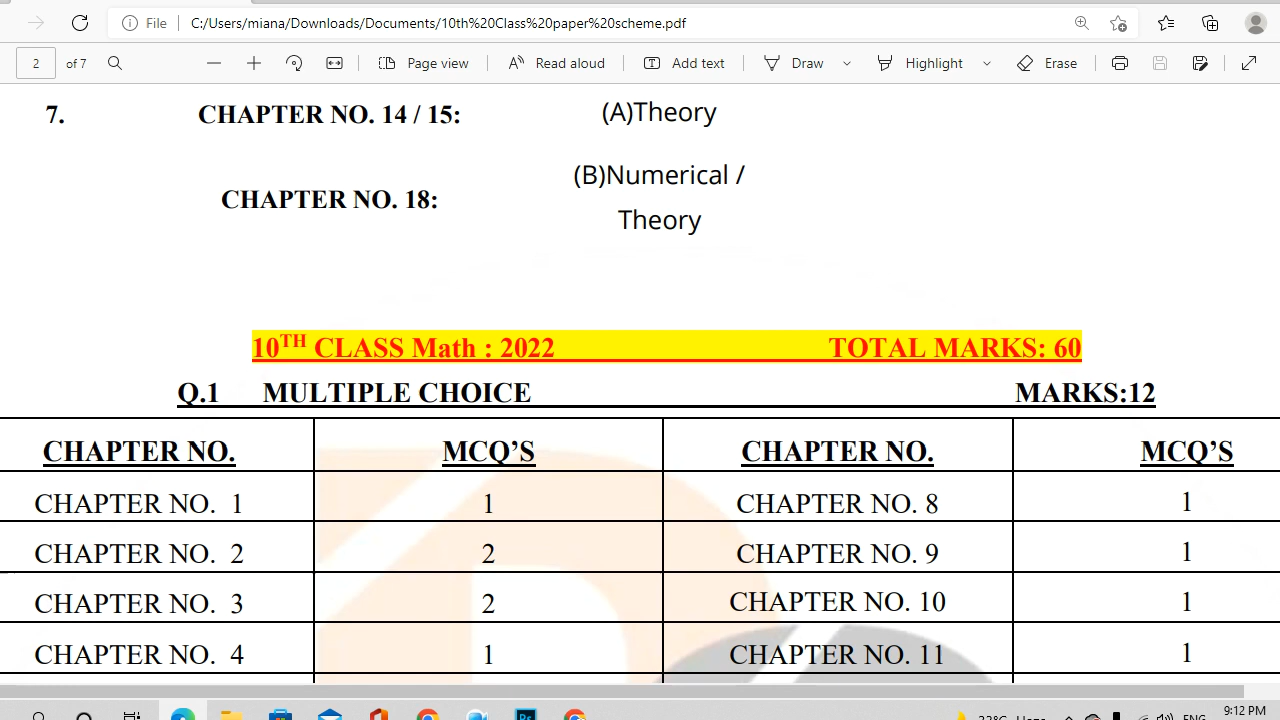 File C:/Users/miana/Downloads/Documents/10th%20Class%20paper%20scheme.pdf
2 of 7 Page view Read aloud Add text Draw Highlight Erase
7. CHAPTER NO. 14 / 15: (A)Theory
CHAPTER NO. 18: (B)Numerical /
Theory
10TH CLASS Math : 2022 TOTAL MARKS: 60
Q.1 MULTIPLE CHOICE MARKS:12
CHAPTER NO. MCQ’S CHAPTER NO. MCQ’S
CHAPTER NO. 1 1 CHAPTER NO. 8 1
CHAPTER NO. 2 2 CHAPTER NO. 9 1
CHAPTER NO. 3 2 CHAPTER NO. 10 1
CHAPTER NO. 4 1 CHAPTER NO. 11 1
9:12 PM